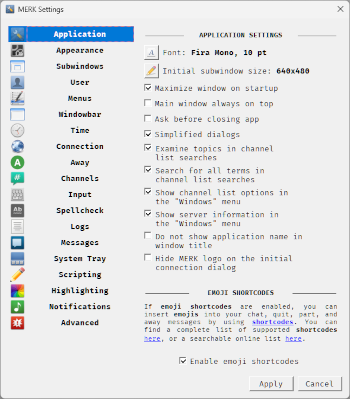 MERK Settings
Application
Appearance
Subwindows
User
Menus
Windowbar
Time
Connection
Away
Channels
Input
Spellcheck
Logs
Messages
System Tray
Scripting
Highlighting
Notifications
Advanced
APPLICATION SETTINGS
Font: Fira Mono, 10 pt
Initial subwindow size: 640x480
Maximize window on startup
Main window always on top
Ask before closing app
Simplified dialogs
Examine topics in channel
list searches
Search for all terms in
channel list searches
Show channel list options in
the "Windows" menu
Show server information in
the "Windows" menu
Do not show application name in
window title
Hide MERK logo on the initial
connection dialog
EMOJI SHORTCODES
If emoji shortcodes are enabled, you can
insert emojis into your chat, quit, part, and
away messages by using shortcodes. You can
find a complete list of supported shortcodes
here, or a searchable online list here.
Enable emoji shortcodes
Apply
Cancel